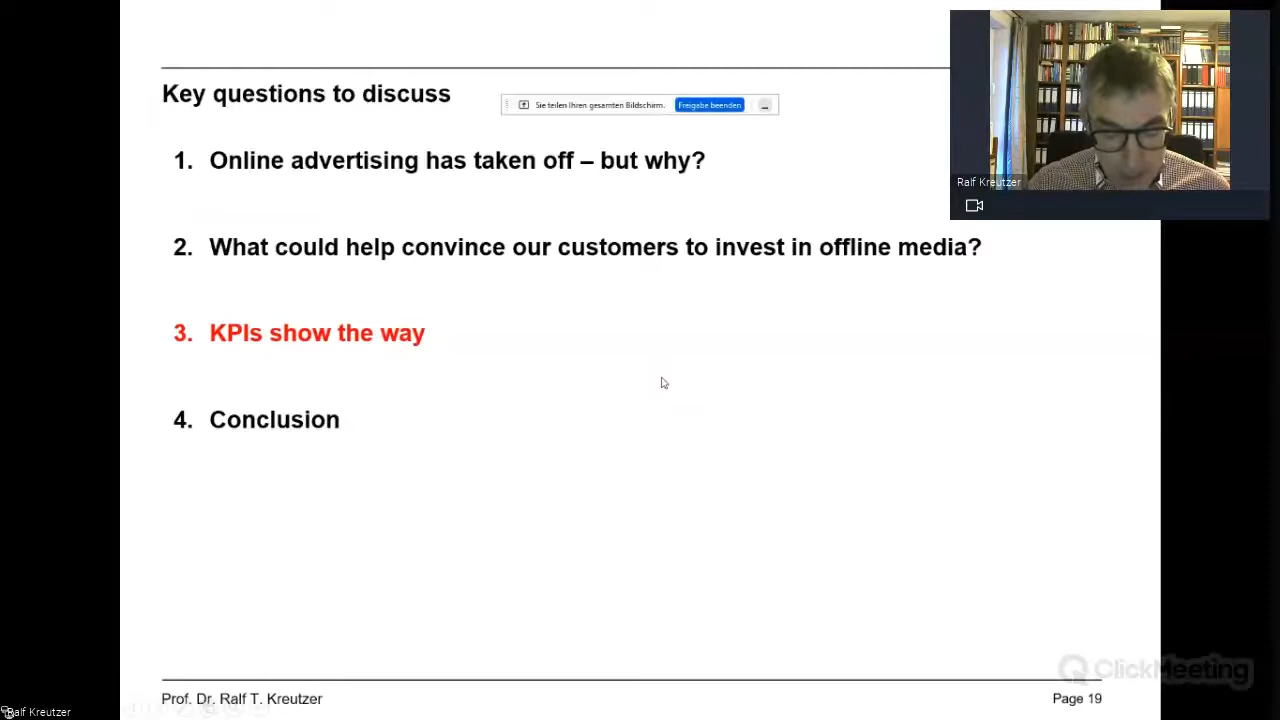 Key questions to discuss
Sie teilen Ihren gesamten Bildschirm. Freigabe beenden
1. Online advertising has taken off – but why?
Ralf Kreutzer
2. What could help convince our customers to invest in offline media?
3. KPIs show the way
4. Conclusion
ClickMeeting
Prof. Dr. Ralf T. Kreutzer Page 19
Ralf Kreutzer